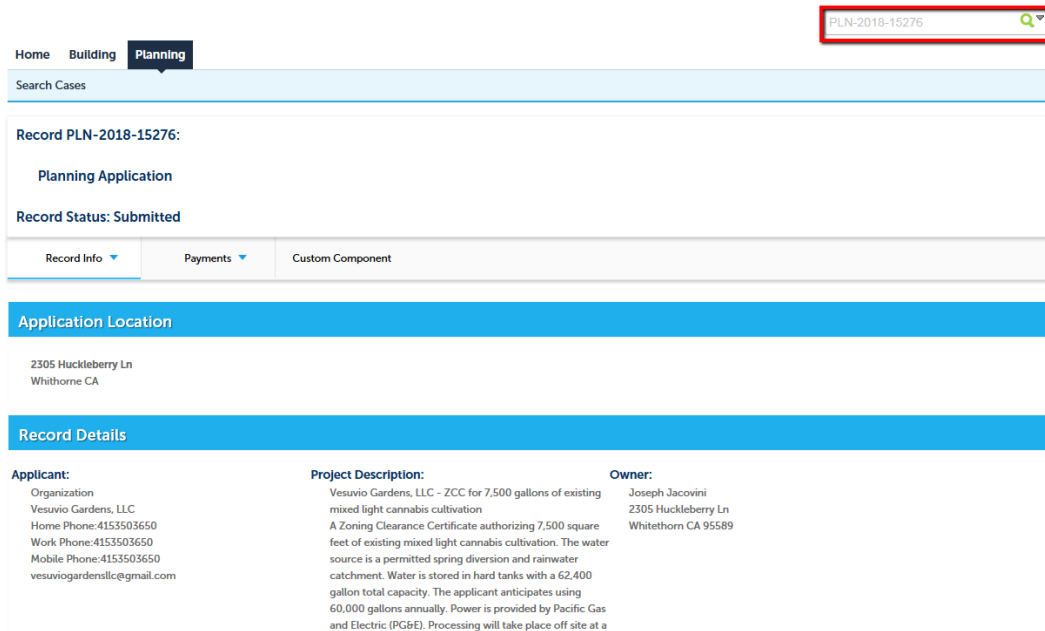 PLN-2018-15276
Home Building Planning
Search Cases
Record PLN-2018-15276:
Planning Application
Record Status: Submitted
Record Info Payments Custom Component
Application Location
2305 Huckleberry Ln
Whithorne CA
Record Details
Applicant:
Organization
Vesuvio Gardens, LLC
Home Phone:4153503650
Work Phone:4153503650
Mobile Phone:4153503650
vesuviogardensllc@gmail.com
Project Description:
Vesuvio Gardens, LLC - ZCC for 7,500 gallons of existing
mixed light cannabis cultivation
A Zoning Clearance Certificate authorizing 7,500 square
feet of existing mixed light cannabis cultivation. The water
source is a permitted spring diversion and rainwater
catchment. Water is stored in hard tanks with a 62,400
gallon total capacity. The applicant anticipates using
60,000 gallons annually. Power is provided by Pacific Gas
and Electric (PG&E). Processing will take place off site at a
Owner:
Joseph Jacovini
2305 Huckleberry Ln
Whitethorn CA 95589